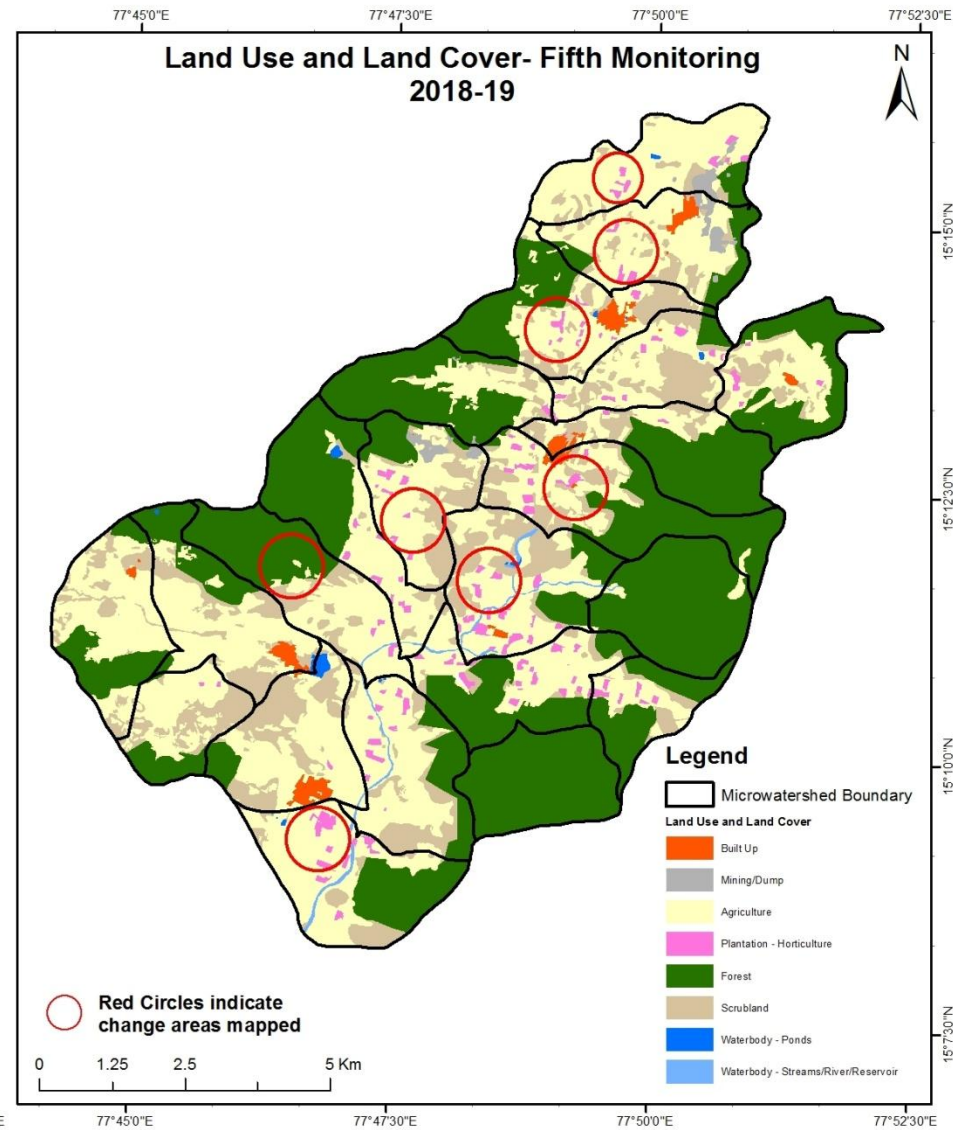 77°45'0"E 77°47'30"E 77°50'0"E 77°52'30"E
Land Use and Land Cover- Fifth Monitoring
2018-19
N
15°15'0"N
15°12'30"N
15°10'0"N
15°7'30"N
Legend
Microwatershed Boundary
Land Use and Land Cover
Built Up
Mining/Dump
Agriculture
Plantation - Horticulture
Forest
Scrubland
Waterbody - Ponds
Waterbody - Streams/River/Reservoir
Red Circles indicate
change areas mapped
0 1.25 2.5 5 Km
E 77°45'0"E 77°47'30"E 77°50'0"E 77°52'30"E